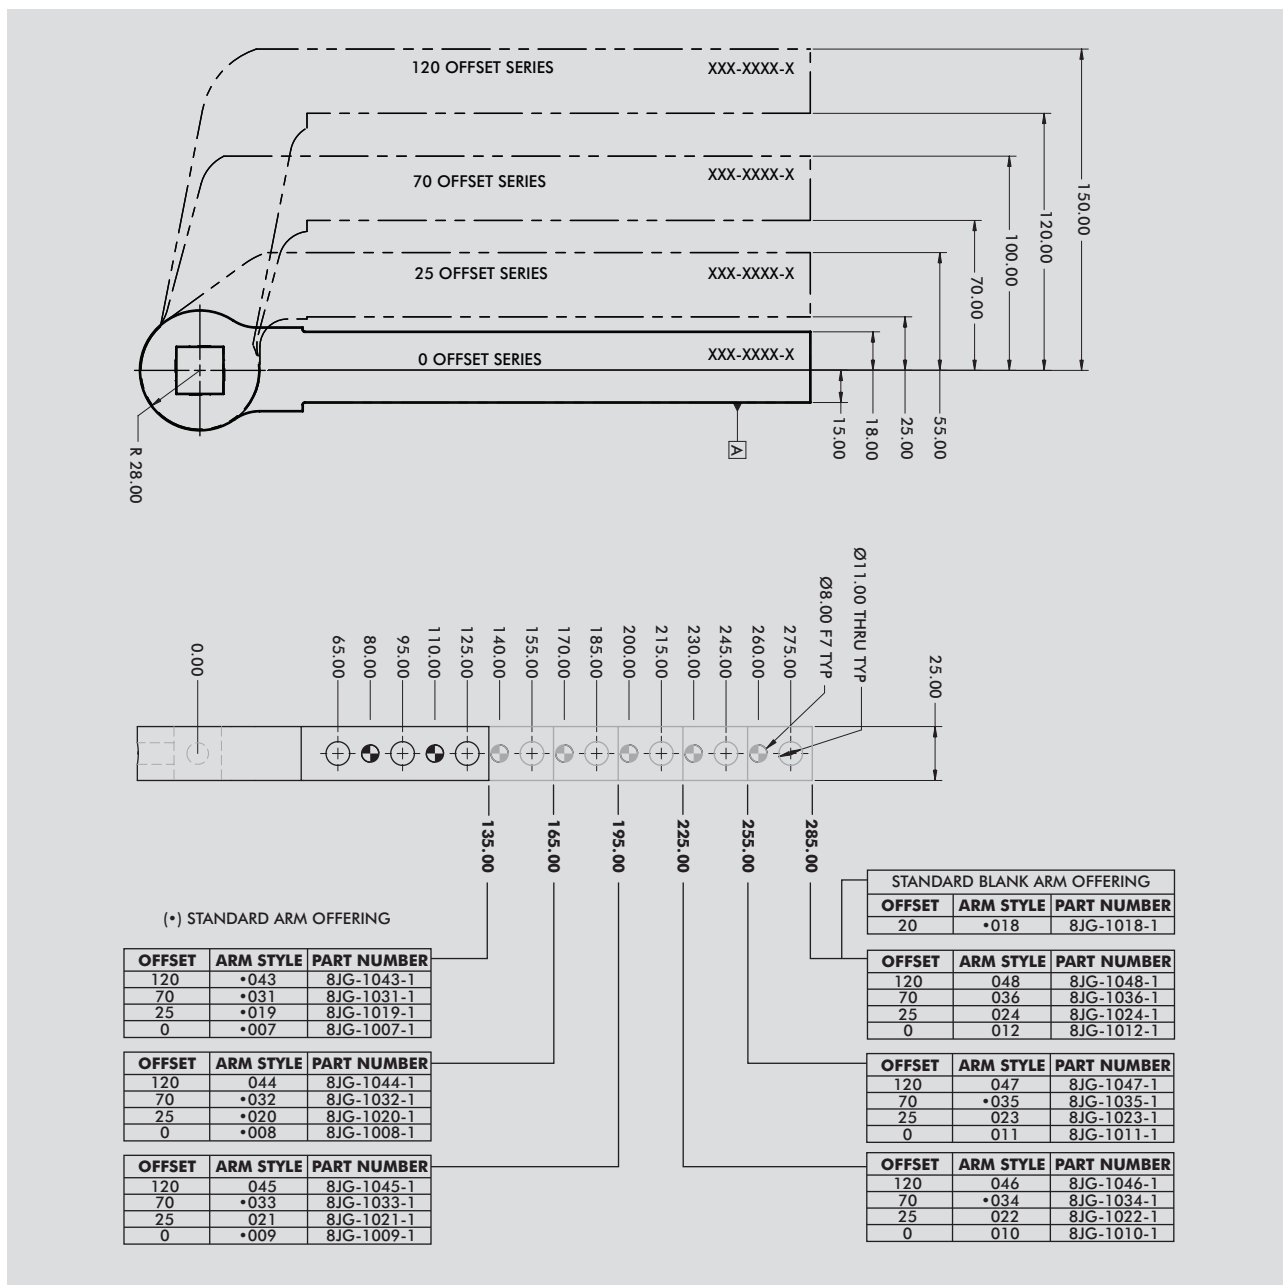 120 OFFSET SERIES XXX-XXXX-X
70 OFFSET SERIES XXX-XXXX-X
25 OFFSET SERIES XXX-XXXX-X
0 OFFSET SERIES XXX-XXXX-X
150.00
120.00
100.00
70.00
55.00
25.00
18.00
15.00
A
R 28.00
0.00
65.00
80.00
95.00
110.00
125.00
140.00
155.00
170.00
185.00
200.00
215.00
230.00
245.00
260.00
275.00
Ø8.00 F7 TYP
Ø11.00 THRU TYP
25.00
135.00
165.00
195.00
225.00
255.00
285.00
(•) STANDARD ARM OFFERING
OFFSET ARM STYLE PART NUMBER
120 •043 8JG-1043-1
70 •031 8JG-1031-1
25 •019 8JG-1019-1
0 •007 8JG-1007-1
OFFSET ARM STYLE PART NUMBER
120 044 8JG-1044-1
70 •032 8JG-1032-1
25 •020 8JG-1020-1
0 •008 8JG-1008-1
OFFSET ARM STYLE PART NUMBER
120 045 8JG-1045-1
70 •033 8JG-1033-1
25 021 8JG-1021-1
0 •009 8JG-1009-1
STANDARD BLANK ARM OFFERING
OFFSET ARM STYLE PART NUMBER
20 •018 8JG-1018-1
OFFSET ARM STYLE PART NUMBER
120 048 8JG-1048-1
70 036 8JG-1036-1
25 024 8JG-1024-1
0 012 8JG-1012-1
OFFSET ARM STYLE PART NUMBER
120 047 8JG-1047-1
70 •035 8JG-1035-1
25 023 8JG-1023-1
0 011 8JG-1011-1
OFFSET ARM STYLE PART NUMBER
120 046 8JG-1046-1
70 •034 8JG-1034-1
25 022 8JG-1022-1
0 010 8JG-1010-1